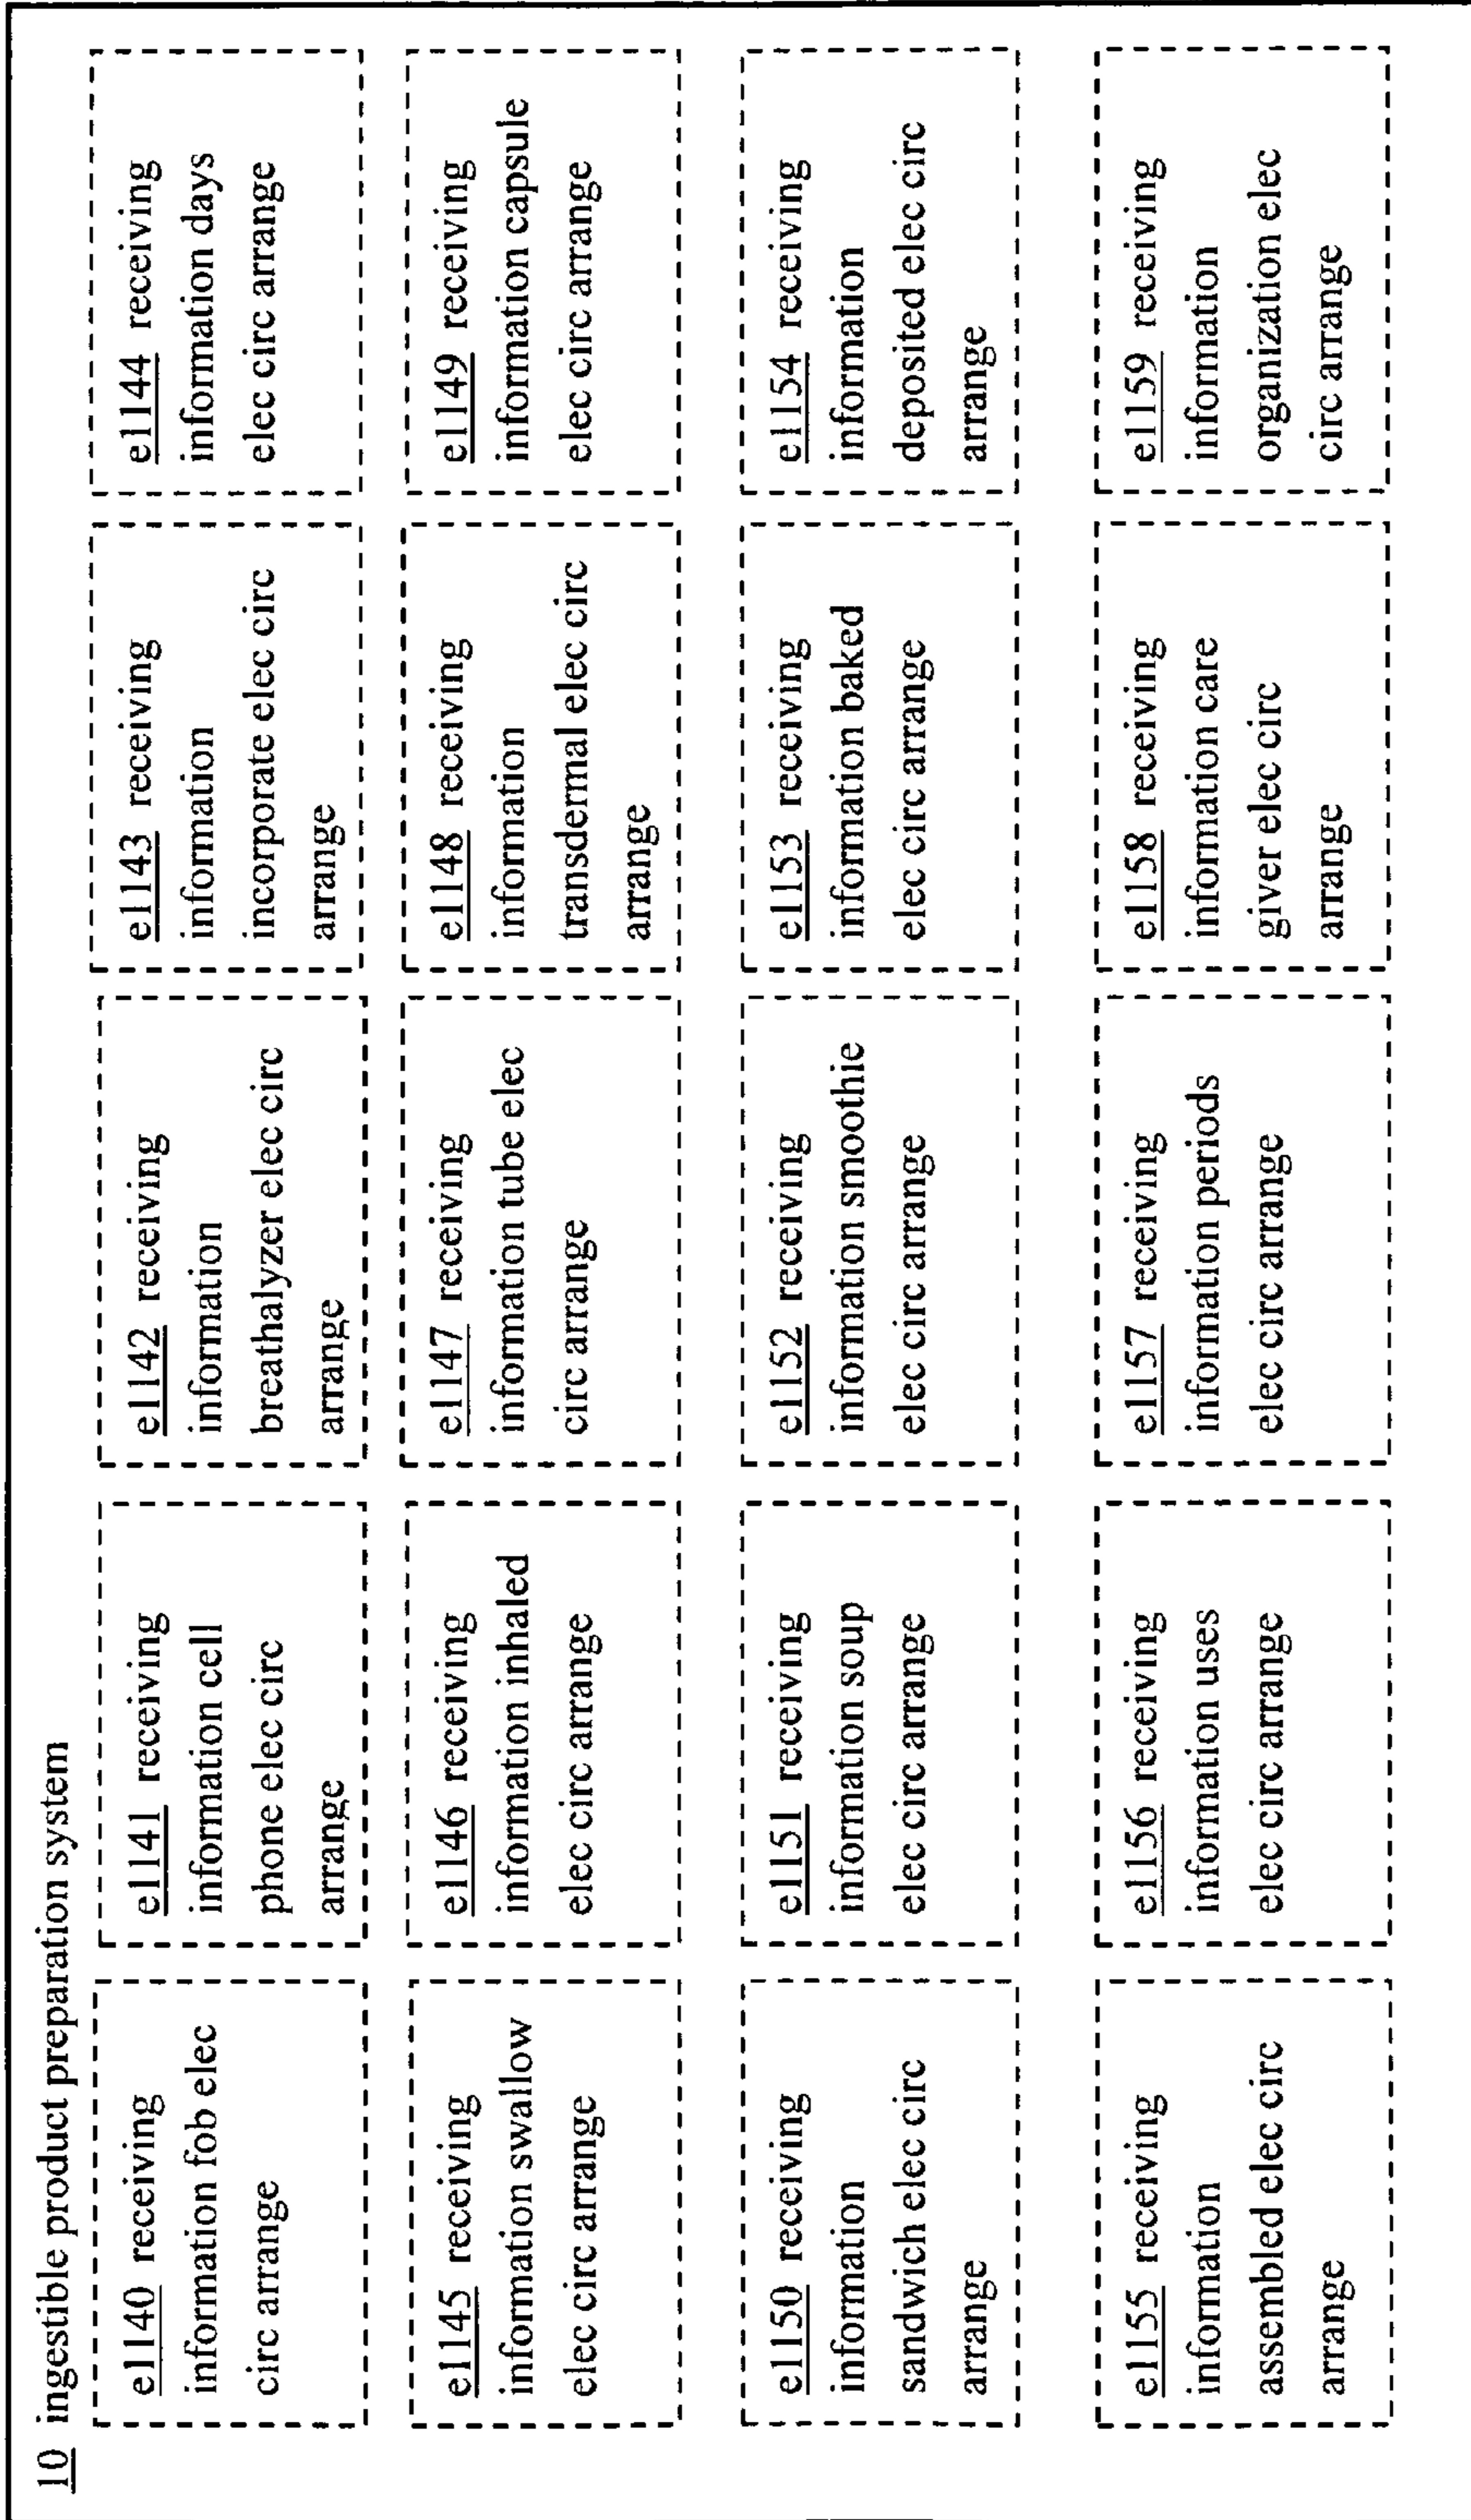 10 ingestible product preparation system
e1140 receiving
information fob elec
circ arrange
e1141 receiving
information cell
phone elec circ
arrange
e1142 receiving
information
breathalyzer elec circ
arrange
e1143 receiving
information
incorporate elec circ
arrange
e1144 receiving
information days
elec circ arrange
e1145 receiving
information swallow
elec circ arrange
e1146 receiving
information inhaled
elec circ arrange
e1147 receiving
information tube elec
circ arrange
e1148 receiving
information
transdermal elec circ
arrange
e1149 receiving
information capsule
elec circ arrange
e1150 receiving
information
sandwich elec circ
arrange
e1151 receiving
information soup
elec circ arrange
e1152 receiving
information smoothie
elec circ arrange
e1153 receiving
information baked
elec circ arrange
e1154 receiving
information
deposited elec circ
arrange
e1155 receiving
information
assembled elec circ
arrange
e1156 receiving
information uses
elec circ arrange
e1157 receiving
information periods
elec circ arrange
e1158 receiving
information care
giver elec circ
arrange
e1159 receiving
information
organization elec
circ arrange